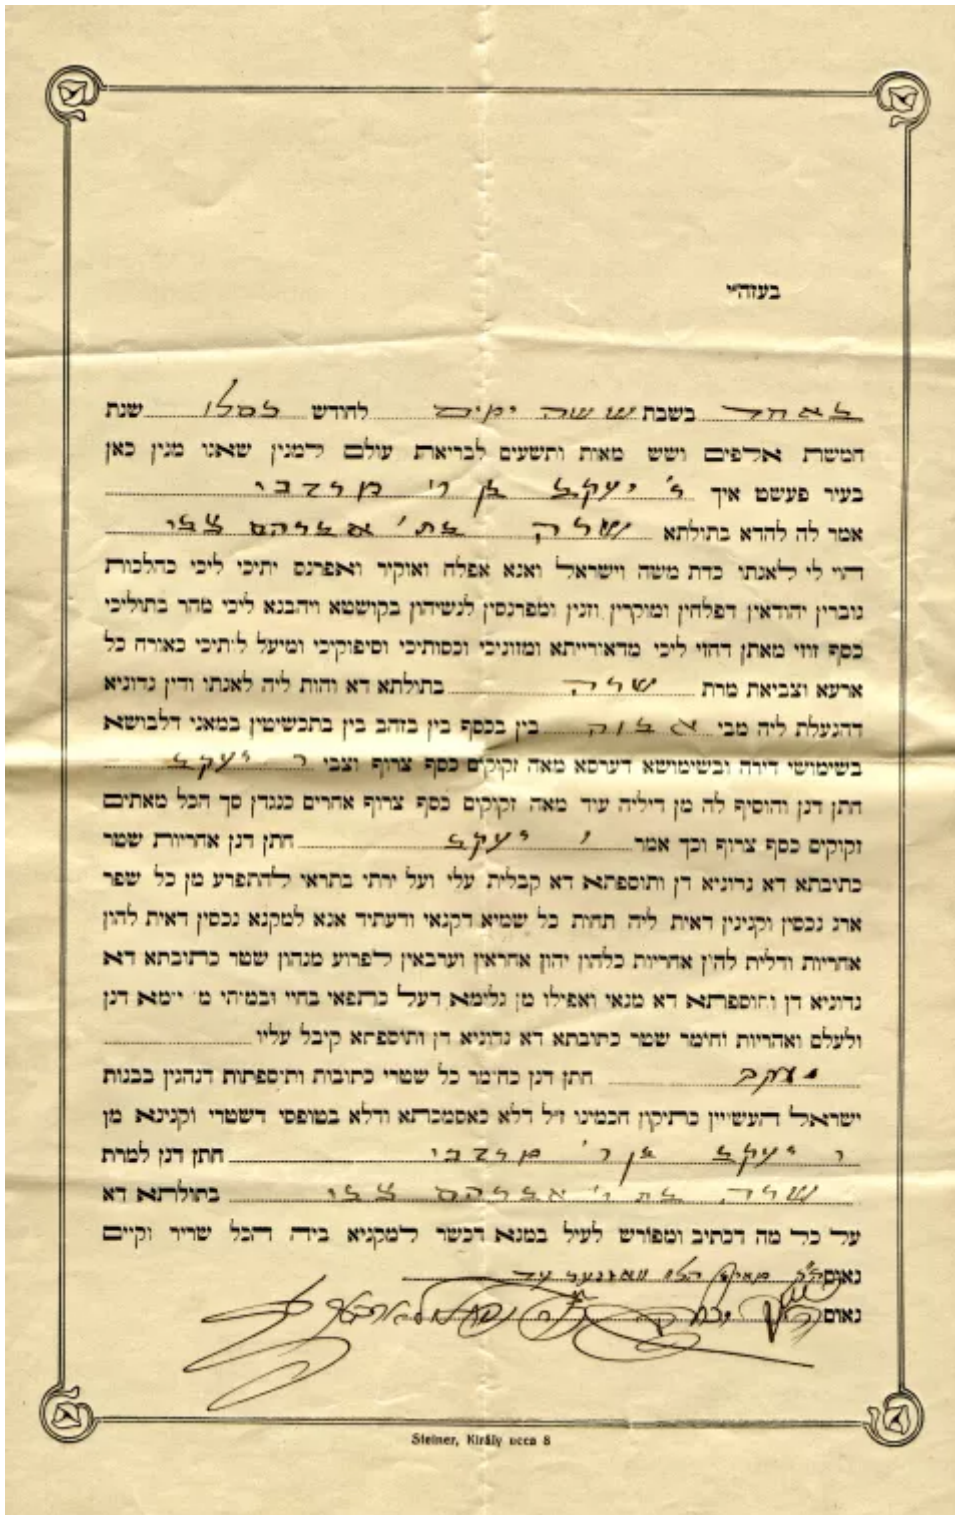 בעזה״י
באחד בשבת ששה ימים לחודש כסלו שנת
חמשת אלפים ושש מאות ותשעים לבריאת עולם למנין שאנו מנין כאן
בעיר פעשט איך ר' יעקב בן ר' מרדכי
אמר לה להדא בתולתא שרה בת ר' אברהם צבי
הוי לי לאנתו כדת משה וישראל ואנא אפלח ואוקיר ואפרנס יתיכי ליכי כהלכות
גוברין יהודאין דפלחין ומוקרין וזנין ומפרנסין לנשיהון בקושטא ויהבנא ליכי מהר בתוליכי
כסף זוזי מאתן דחזי ליכי מדאורייתא ומזוניכי וכסותיכי וסיפוקיכי ומיעל לותיכי כאורח כל
ארעא וצביאת מרת שרה בתולתא דא והות ליה לאנתו ודין נדוניא
דהנעלת ליה מבי אבוה בין בכסף בין בזהב בין בתכשיטין במאני דלבושא
בשימושי דירה ובשימושא דערסא מאה זקוקים כסף צרוף וצבי ר יעקב
חתן דנן והוסיף לה מן דיליה עוד מאה זקוקים כסף צרוף אחרים כנגדן סך הכל מאתים
זקוקים כסף צרוף וכך אמר ר יעקב חתן דנן אחריות שטר
כתיבתא דא נדוניא דן ותוספתא דא קבלית עלי ועל ירתי בתראי להתפרע מן כל שפר
ארג נכסין וקנינין דאית ליה תחות כל שמיא דקנאי ודעתיד אנא למקנא נכסין דאית להון
אחריות ודלית להון אחריות כלהון יהון אחראין וערבאין לפרוע מנהון שטר כתובתא דא
נדוניא דן ותוספתא דא מנאי ואפילו מן גלימא דעל כתפאי בחיי ובמותי מן יומא דנן
ולעלם ואחריות וחומר שטר כתובתא דא נדוניא דן ותוספתא קיבל עליו
יעקב חתן דנן כחומר כל שטרי כתובות ותוספתות דנהגין בבנות
ישראל העשויין כתיקון חכמינו ז״ל דלא כאסמכתא ודלא בטופסי דשטרי וקנינא מן
ר יעקב בן ר' מרדכי חתן דנן למרת
שרה בת ר' אברהם צבי בתולתא דא
על כל מה דכתיב ומפורש לעיל במנא דכשר למקניא ביה הכל שריר וקיים
נאום הלוי עד
נאום
Steiner, Király ucca 8